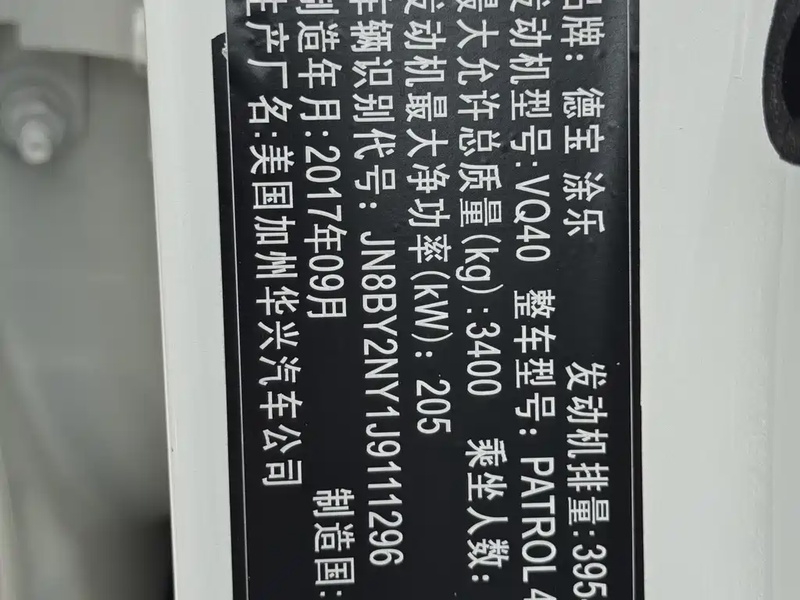 品牌: 德宝 涂乐 发动机排量:395
发动机型号:VQ40 整车型号: PATROL 4
最大允许总质量(kg):3400 乘坐人数:
发动机最大净功率(kW): 205
车辆识别代号: JN8BY2NY1J9111296
制造年月:2017年09月 制造国:
生产厂名:美国加州华兴汽车公司